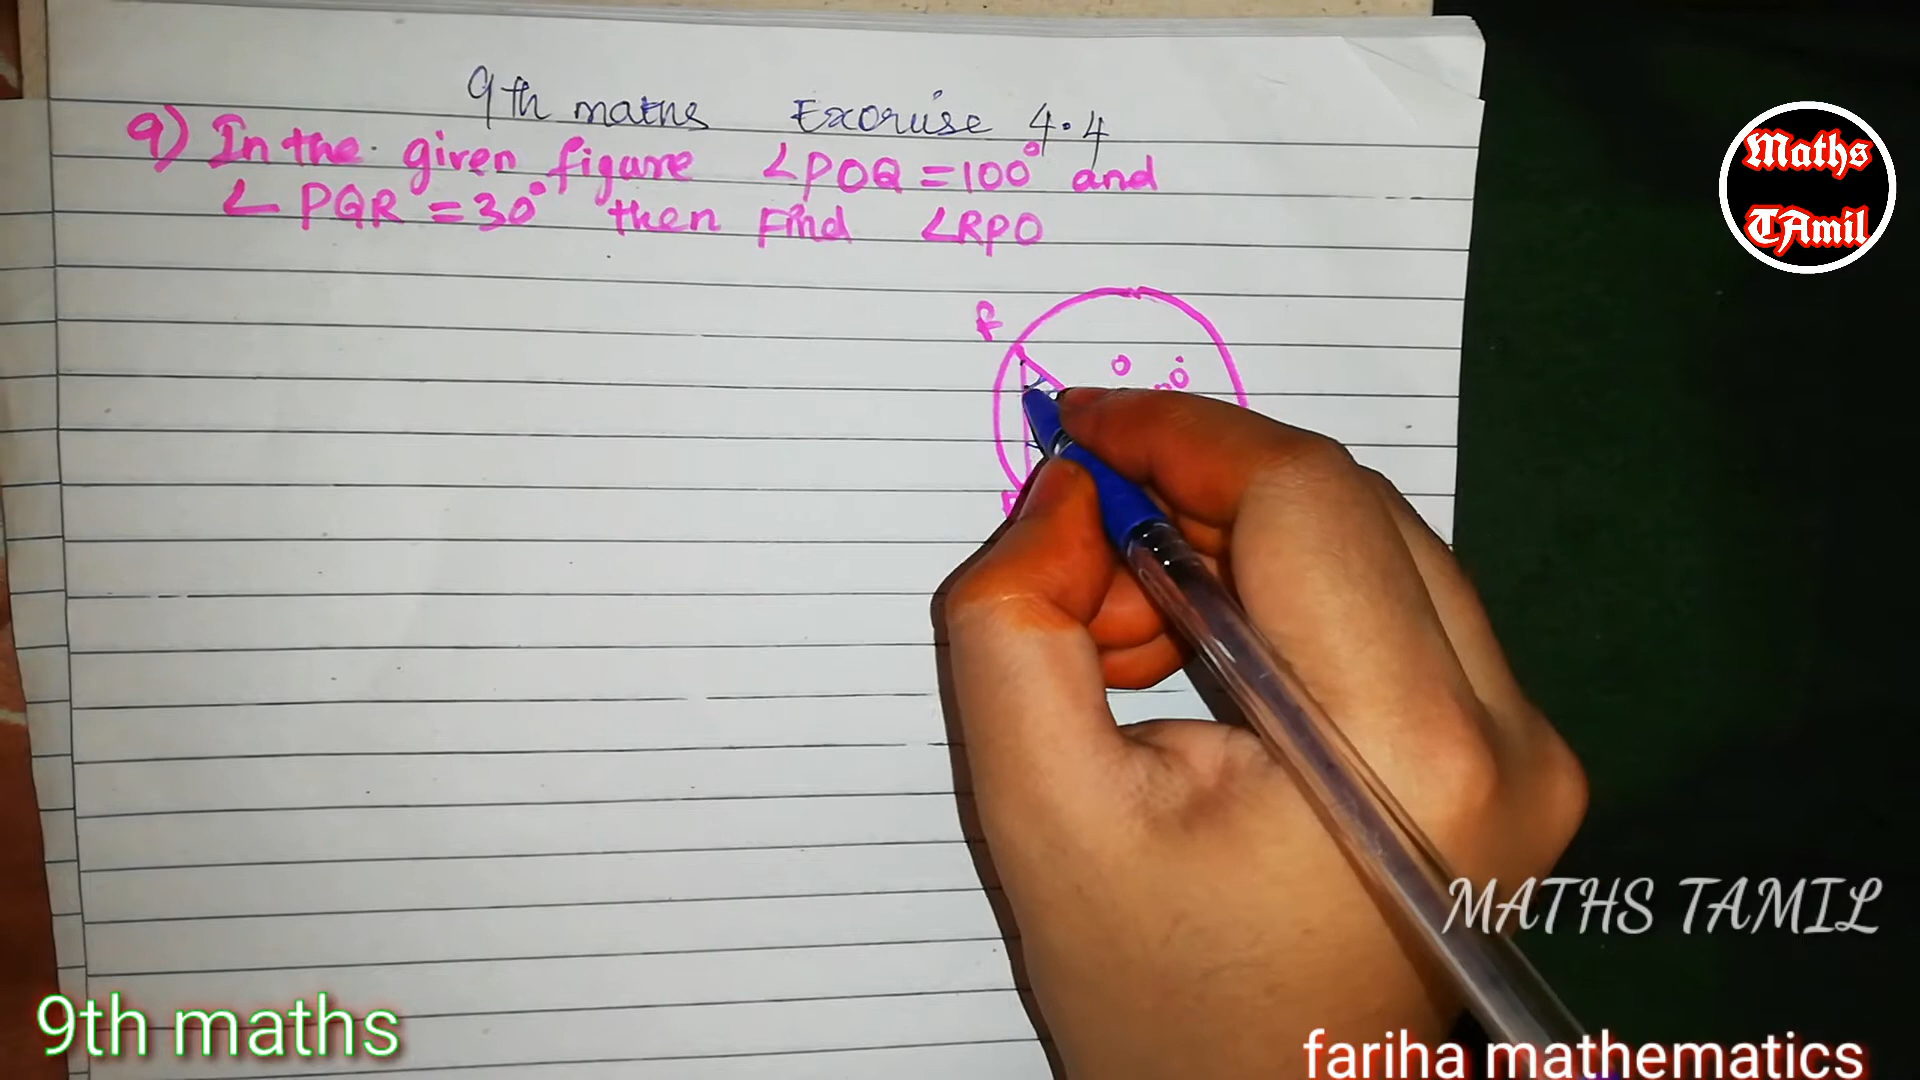 9th maths Exoruise 4.4
9) In the given figure ∠POQ = 100° and
∠PQR = 30° then Find ∠RPO
Maths
TAmil
R
O
MATHS TAMIL
9th maths
fariha mathematics